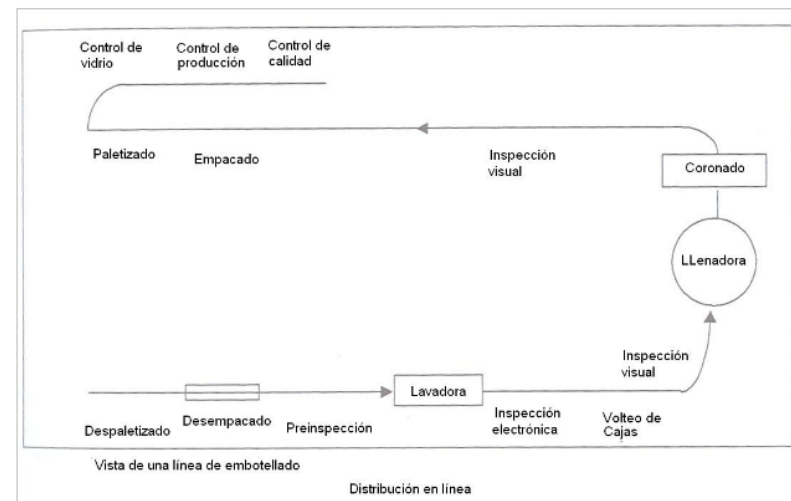 Control de
vidrio
Control de
producción
Control de
calidad
Paletizado
Empacado
Inspección
visual
Coronado
LLenadora
Inspección
visual
Lavadora
Despaletizado
Desempacado
Preinspección
Inspección
electrónica
Volteo de
Cajas
Vista de una línea de embotellado
Distribución en línea